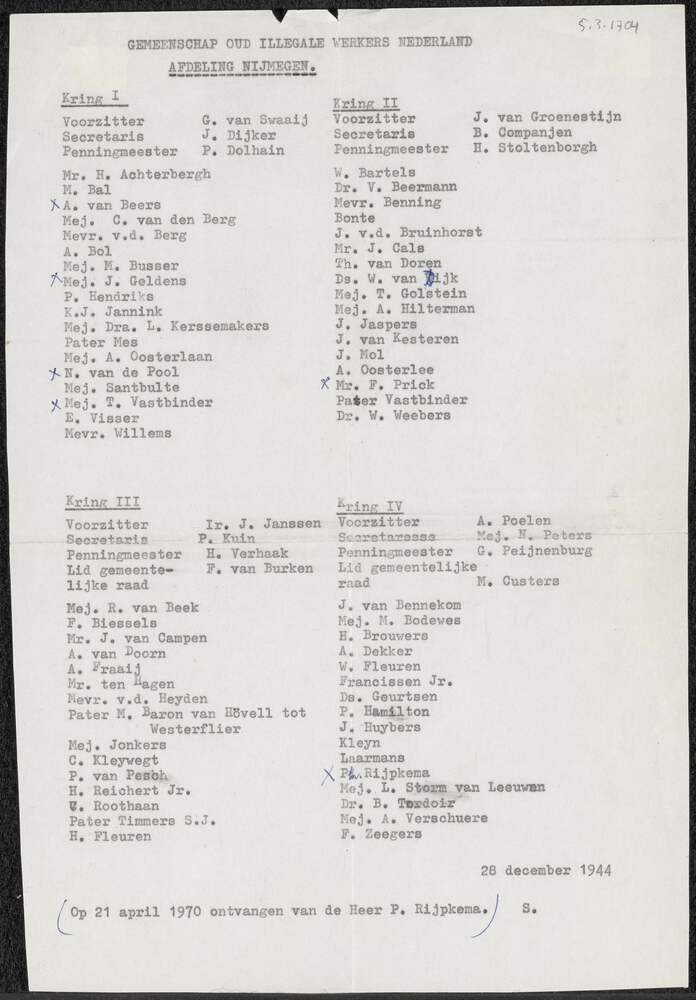 5.3.1704
GEMEENSCHAP OUD ILLEGALE WERKERS NEDERLAND
AFDELING NIJMEGEN.
Kring I
Voorzitter G. van Swaaij
Secretaris J. Dijker
Penningmeester P. Dolhain
Mr. H. Achterbergh
M. Bal
x A. van Beers
Mej. C. van den Berg
Mevr. v.d. Berg
A. Bol
Mej. M. Busser
x Mej. J. Geldens
P. Hendriks
K.J. Jannink
Mej. Dra. L. Kerssemakers
Pater Mes
Mej. A. Oosterlaan
x N. van de Pool
Mej. Santbulte
x Mej. T. Vastbinder
E. Visser
Mevr. Willems
Kring II
Voorzitter J. van Groenestijn
Secretaris B. Companjen
Penningmeester H. Stoltenborgh
W. Bartels
Dr. V. Beermann
Mevr. Benning
Bonte
J. v.d. Bruinhorst
Mr. J. Cals
Th. van Doren
Ds. W. van Dijk
Mej. T. Golstein
Mej. A. Hilterman
J. Jaspers
J. van Kesteren
J. Mol
A. Oosterlee
x Mr. F. Prick
Pater Vastbinder
Dr. W. Weebers
Kring III
Voorzitter Ir. J. Janssen
Secretaris P. Kuin
Penningmeester H. Verhaak
Lid gemeente- F. van Burken
lijke raad
Mej. R. van Beek
F. Biessels
Mr. J. van Campen
A. van Doorn
A. Fraaij
Mr. ten Hagen
Mevr. v.d. Heyden
Pater M. Baron van Hövell tot
Westerflier
Mej. Jonkers
C. Kleywegt
P. van Pesch
H. Reichert Jr.
Roothaan
Pater Timmers S.J.
H. Fleuren
Kring IV
Voorzitter A. Poelen
Secretaresse Mej. N. Peters
Penningmeester G. Peijnenburg
Lid gemeentelijke
raad M. Custers
J. van Bennekom
Mej. M. Bodewes
H. Brouwers
A. Dekker
W. Fleuren
Francissen Jr.
Ds. Geurtsen
P. Hamilton
J. Huybers
Kleyn
Laarmans
x Ph. Rijpkema
Mej. L. Storm van Leeuwen
Dr. B. Terdoir
Mej. A. Verschuere
F. Zeegers
28 december 1944
(Op 21 april 1970 ontvangen van de Heer P. Rijpkema.) S.